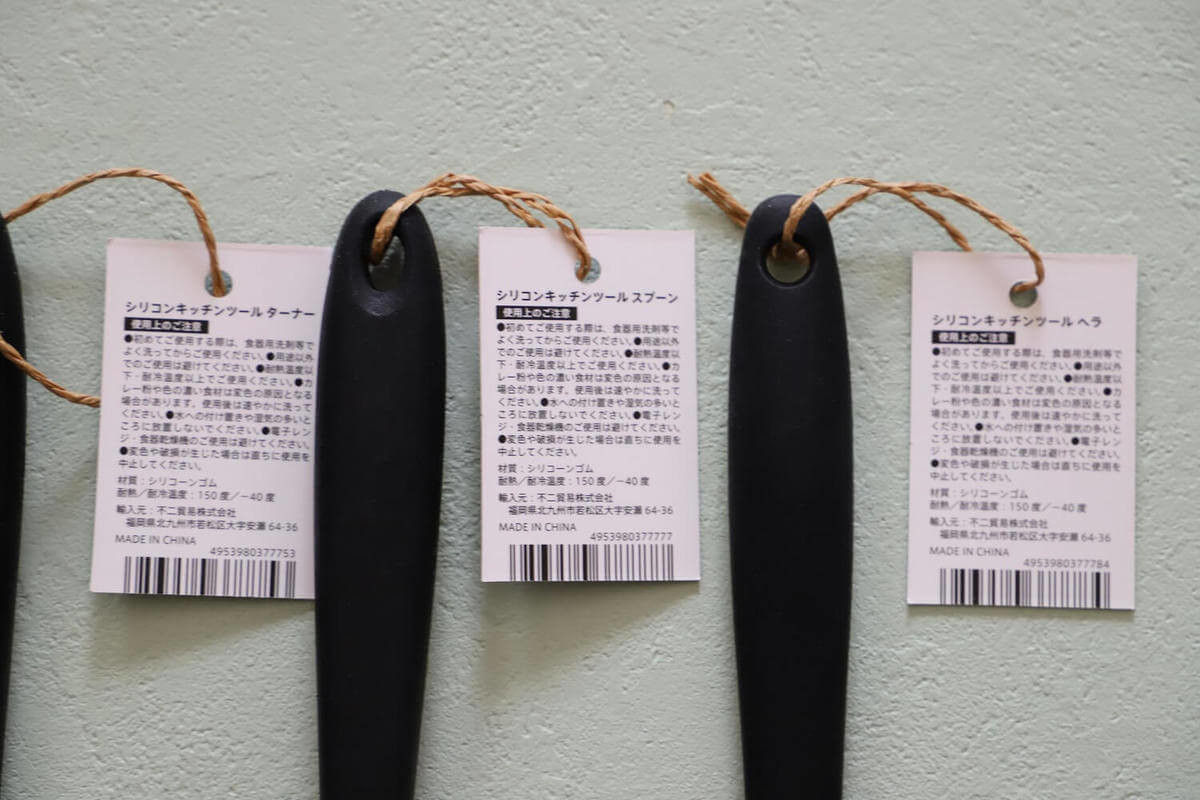 シリコンキッチンツール ターナー
使用上のご注意
●初めてご使用する際は、食器用洗剤等で
よく洗ってからご使用ください。●用途以外
でのご使用は避けてください。●耐熱温度以
下・耐冷温度以上でご使用ください。●カ
レー粉や色の濃い食材は変色の原因となる
場合があります。使用後は速やかに洗って
ください。●水への付け置きや湿気の多いと
ころに放置しないでください。●電子レン
ジ・食器乾燥機のご使用は避けてください。
●変色や破損が生じた場合は直ちに使用を
中止してください。
材質：シリコーンゴム
耐熱／耐冷温度：150度／−40度
輸入元：不二貿易株式会社
福岡県北九州市若松区大字安瀬 64-36
MADE IN CHINA
4953980377753
シリコンキッチンツール スプーン
使用上のご注意
●初めてご使用する際は、食器用洗剤等で
よく洗ってからご使用ください。●用途以外
でのご使用は避けてください。●耐熱温度以
下・耐冷温度以上でご使用ください。●カ
レー粉や色の濃い食材は変色の原因となる
場合があります。使用後は速やかに洗って
ください。●水への付け置きや湿気の多いと
ころに放置しないでください。●電子レン
ジ・食器乾燥機のご使用は避けてください。
●変色や破損が生じた場合は直ちに使用を
中止してください。
材質：シリコーンゴム
耐熱／耐冷温度：150度／−40度
輸入元：不二貿易株式会社
福岡県北九州市若松区大字安瀬 64-36
MADE IN CHINA
4953980377777
シリコンキッチンツール ヘラ
使用上のご注意
●初めてご使用する際は、食器用洗剤等で
よく洗ってからご使用ください。●用途以外
でのご使用は避けてください。●耐熱温度以
下・耐冷温度以上でご使用ください。●カ
レー粉や色の濃い食材は変色の原因となる
場合があります。使用後は速やかに洗って
ください。●水への付け置きや湿気の多いと
ころに放置しないでください。●電子レン
ジ・食器乾燥機のご使用は避けてください。
●変色や破損が生じた場合は直ちに使用を
中止してください。
材質：シリコーンゴム
耐熱／耐冷温度：150度／−40度
輸入元：不二貿易株式会社
福岡県北九州市若松区大字安瀬 64-36
MADE IN CHINA
4953980377784